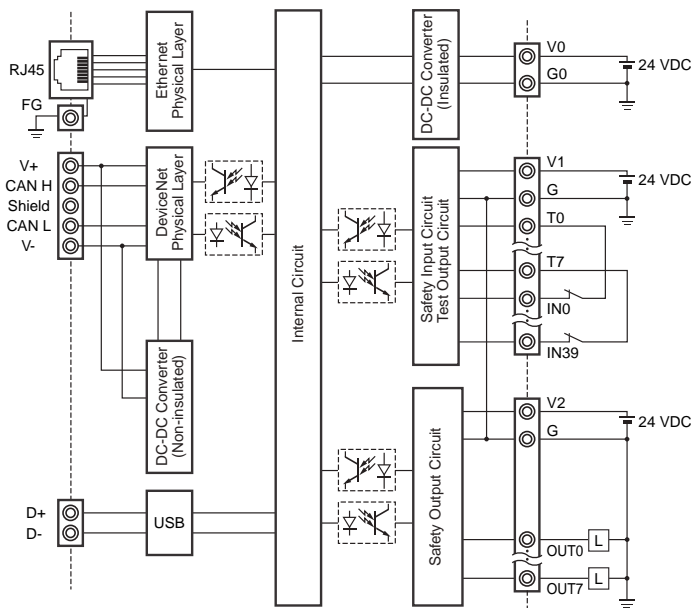 RJ45
FG
V+
CAN H
Shield
CAN L
V-
D+
D-
Ethernet
Physical Layer
DeviceNet
Physical Layer
DC-DC Converter
(Non-insulated)
USB
Internal Circuit
DC-DC Converter
(Insulated)
Safety Input Circuit
Test Output Circuit
Safety Output Circuit
V0
G0
24 VDC
V1
G
24 VDC
T0
T7
IN0
IN39
V2
G
24 VDC
OUT0
L
OUT7
L